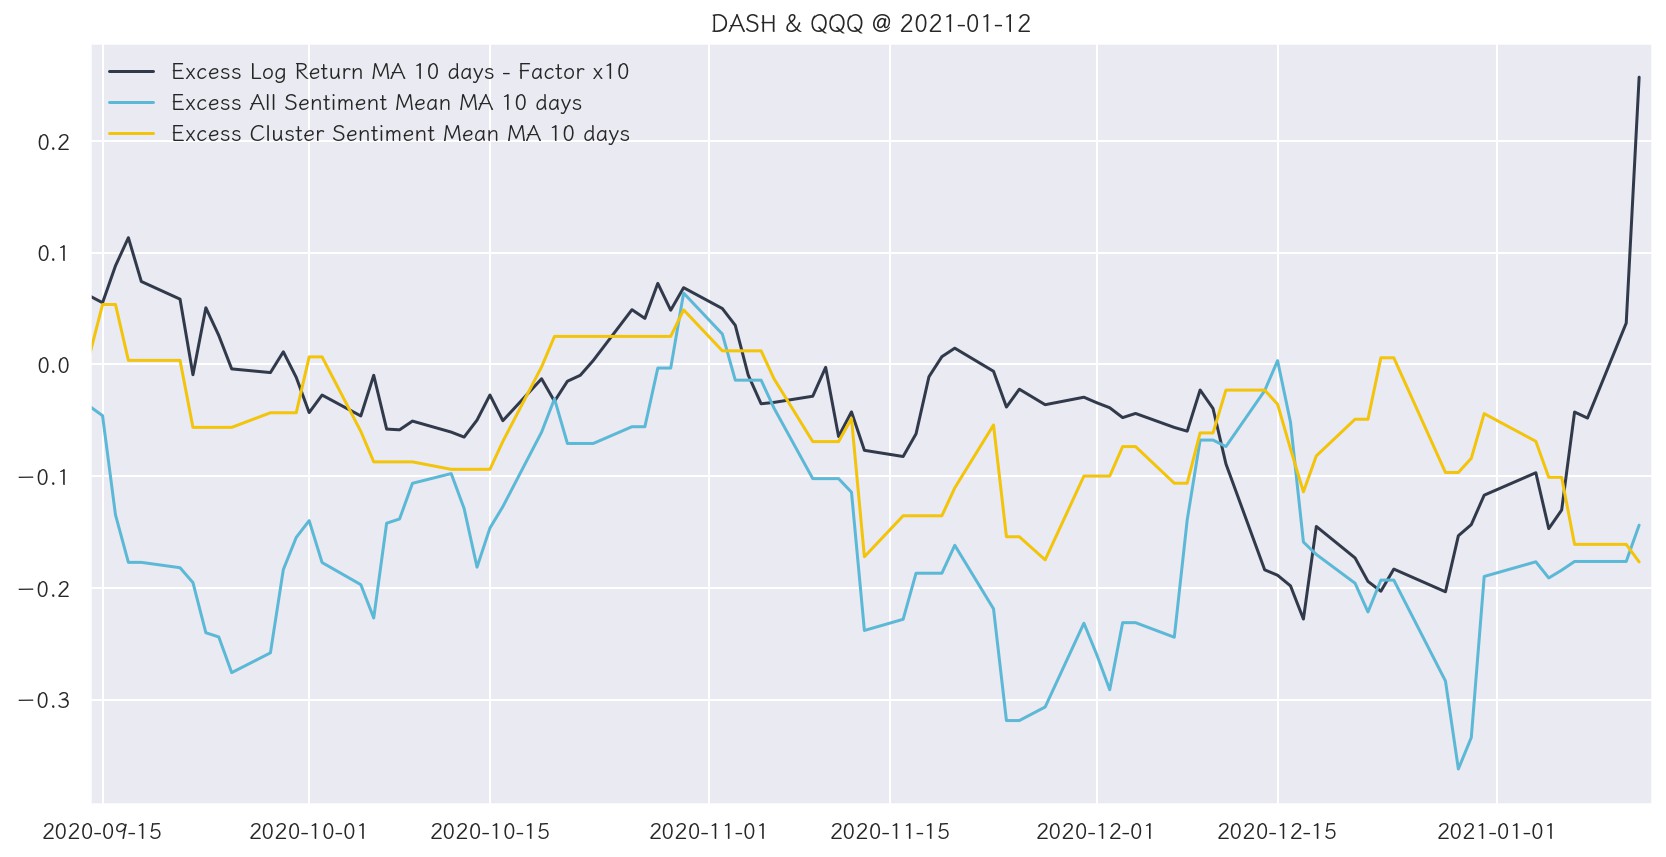 DASH & QQQ @ 2021-01-12
Excess Log Return MA 10 days - Factor x10
Excess All Sentiment Mean MA 10 days
Excess Cluster Sentiment Mean MA 10 days
0.2
0.1
0.0
−0.1
−0.2
−0.3
2020-09-15 2020-10-01 2020-10-15 2020-11-01 2020-11-15 2020-12-01 2020-12-15 2021-01-01